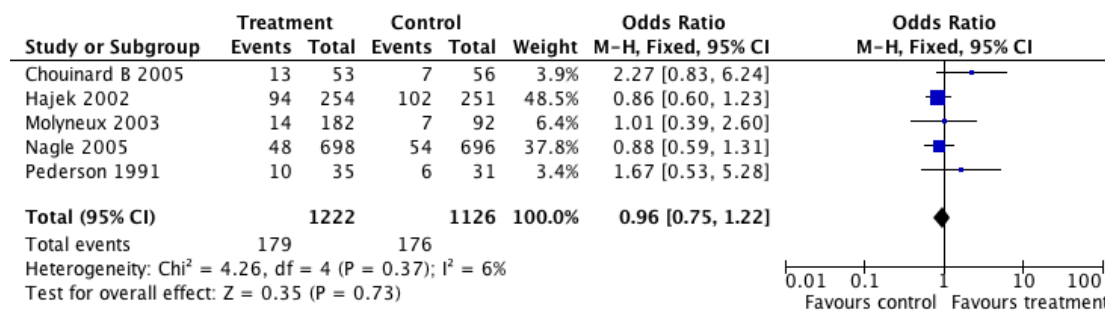 Treatment Control Odds Ratio Odds Ratio
Study or Subgroup Events Total Events Total Weight M-H, Fixed, 95% CI M-H, Fixed, 95% CI
Chouinard B 2005 13 53 7 56 3.9% 2.27 [0.83, 6.24]
Hajek 2002 94 254 102 251 48.5% 0.86 [0.60, 1.23]
Molyneux 2003 14 182 7 92 6.4% 1.01 [0.39, 2.60]
Nagle 2005 48 698 54 696 37.8% 0.88 [0.59, 1.31]
Pederson 1991 10 35 6 31 3.4% 1.67 [0.53, 5.28]
Total (95% CI) 1222 1126 100.0% 0.96 [0.75, 1.22]
Total events 179 176
Heterogeneity: Chi² = 4.26, df = 4 (P = 0.37); I² = 6%
Test for overall effect: Z = 0.35 (P = 0.73)
0.01 0.1 1 10 100
Favours control Favours treatment